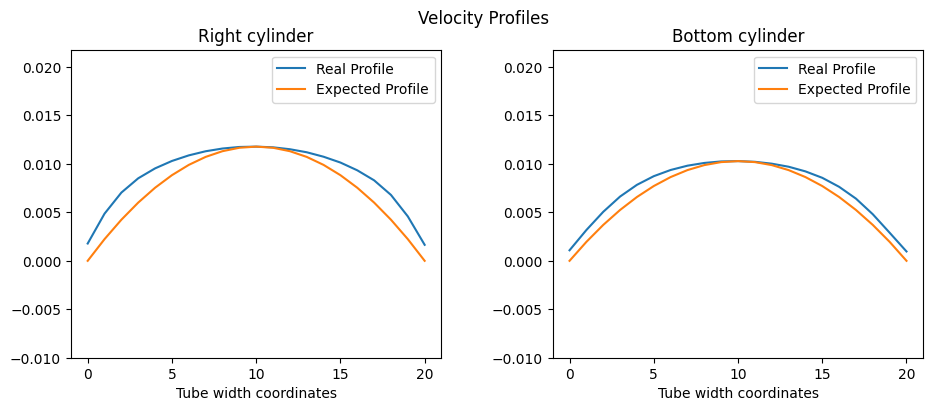 Velocity Profiles
Right cylinder
Real Profile
Expected Profile
0.020
0.015
0.010
0.005
0.000
−0.005
−0.010
0 5 10 15 20
Tube width coordinates
Bottom cylinder
Real Profile
Expected Profile
0.020
0.015
0.010
0.005
0.000
−0.005
−0.010
0 5 10 15 20
Tube width coordinates